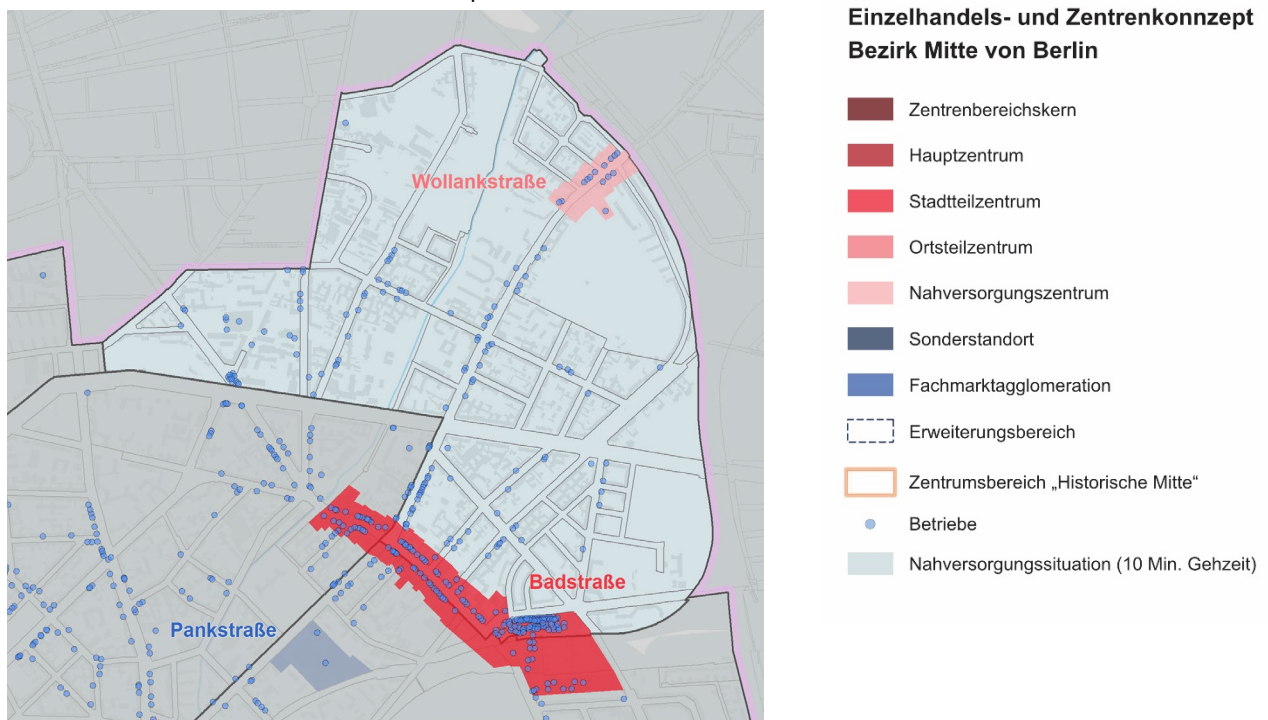 Einzelhandels- und Zentrenkonnzept
Bezirk Mitte von Berlin
Zentrenbereichskern
Hauptzentrum
Stadtteilzentrum
Ortsteilzentrum
Nahversorgungszentrum
Sonderstandort
Fachmarktagglomeration
Erweiterungsbereich
Zentrumsbereich „Historische Mitte“
Betriebe
Nahversorgungssituation (10 Min. Gehzeit)
Wollankstraße
Badstraße
Pankstraße